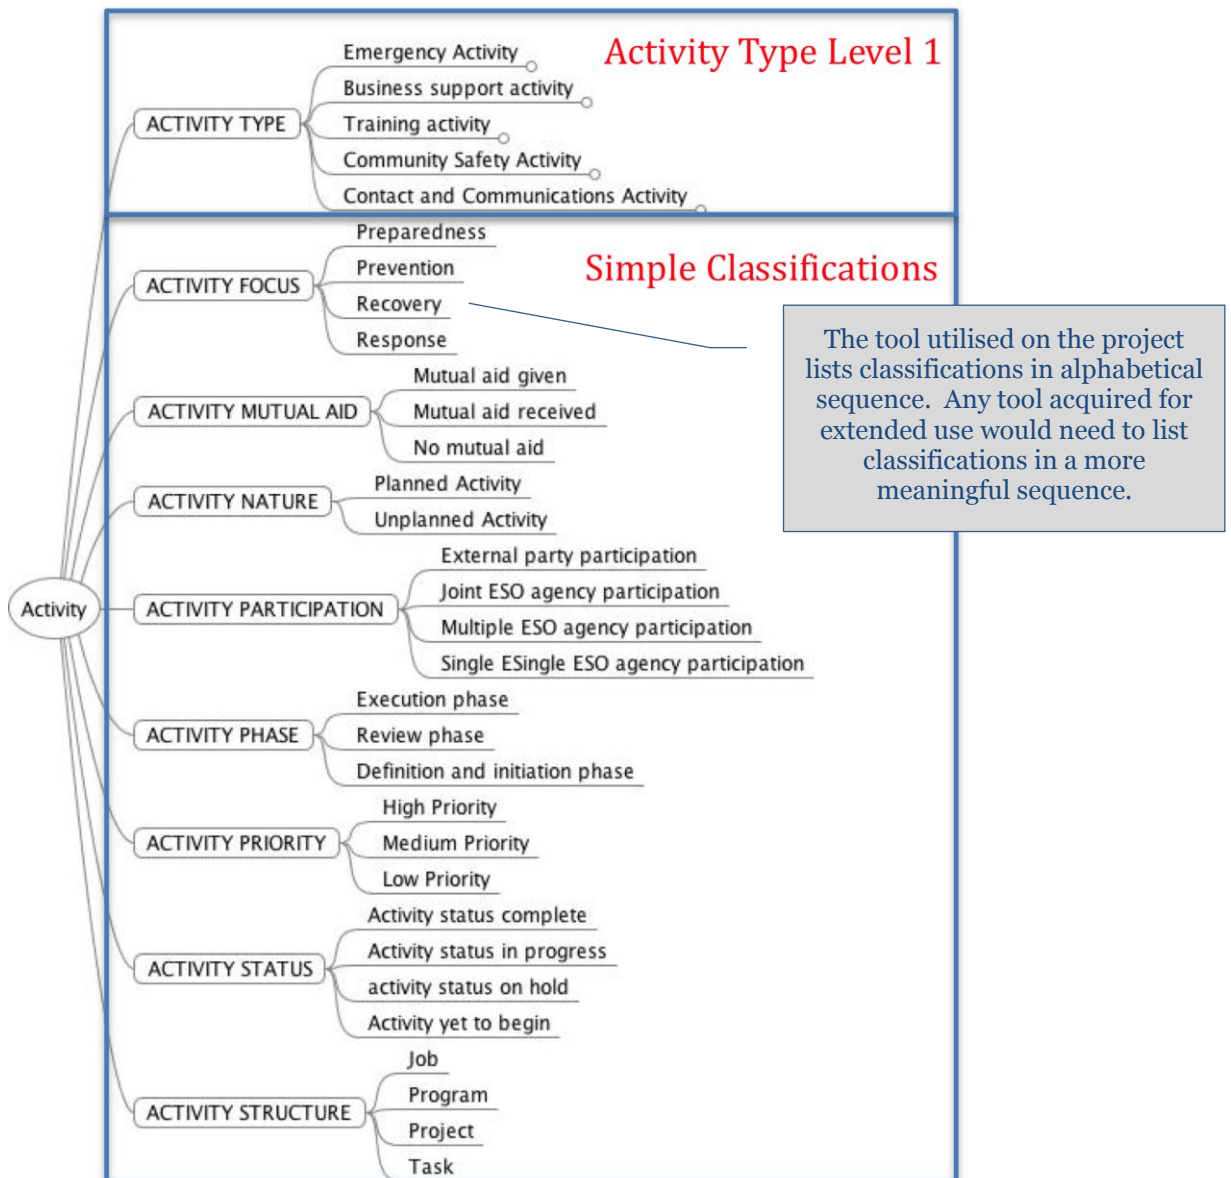 Activity Type Level 1
Emergency Activity
Business support activity
ACTIVITY TYPE
Training activity
Community Safety Activity
Contact and Communications Activity
Simple Classifications
Preparedness
Prevention
ACTIVITY FOCUS
Recovery
Response
The tool utilised on the project
lists classifications in alphabetical
sequence. Any tool acquired for
extended use would need to list
classifications in a more
meaningful sequence.
Mutual aid given
ACTIVITY MUTUAL AID
Mutual aid received
No mutual aid
Planned Activity
ACTIVITY NATURE
Unplanned Activity
External party participation
Joint ESO agency participation
Activity
ACTIVITY PARTICIPATION
Multiple ESO agency participation
Single ESingle ESO agency participation
Execution phase
ACTIVITY PHASE
Review phase
Definition and initiation phase
High Priority
ACTIVITY PRIORITY
Medium Priority
Low Priority
Activity status complete
Activity status in progress
ACTIVITY STATUS
activity status on hold
Activity yet to begin
Job
Program
ACTIVITY STRUCTURE
Project
Task